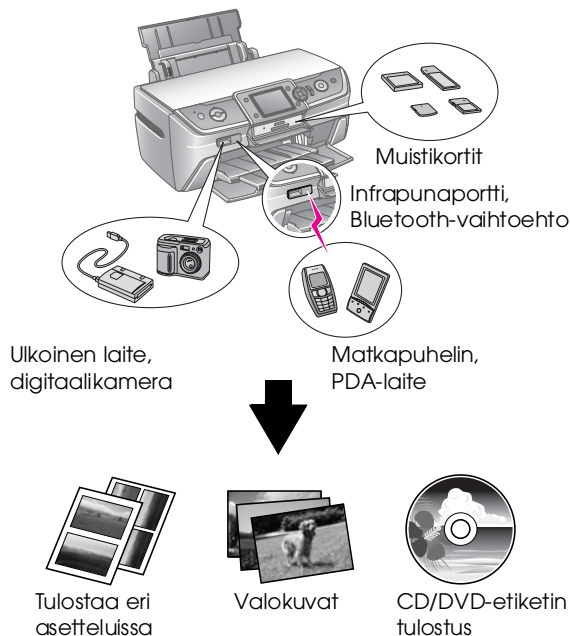 Muistikortit
Infrapunaportti,
Bluetooth-vaihtoehto
Ulkoinen laite,
digitaalikamera
Matkapuhelin,
PDA-laite
Tulostaa eri
asetteluissa
Valokuvat
CD/DVD-etiketin
tulostus